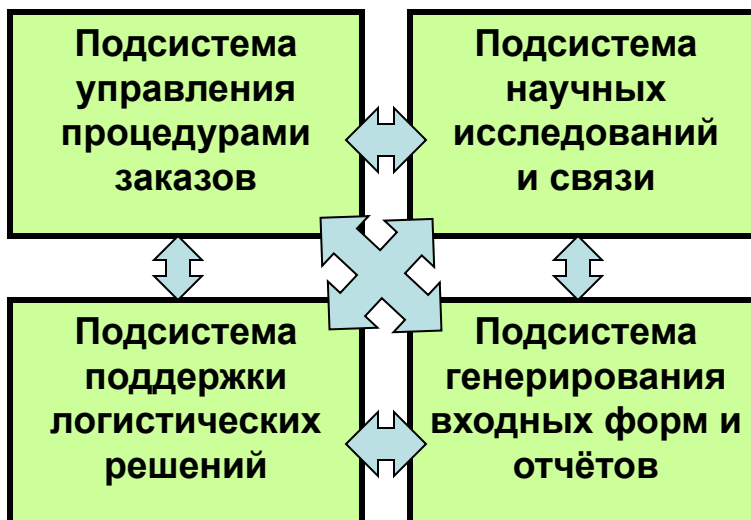 Подсистема
управления
процедурами
заказов
Подсистема
научных
исследований
и связи
Подсистема
поддержки
логистических
решений
Подсистема
генерирования
входных форм и
отчётов